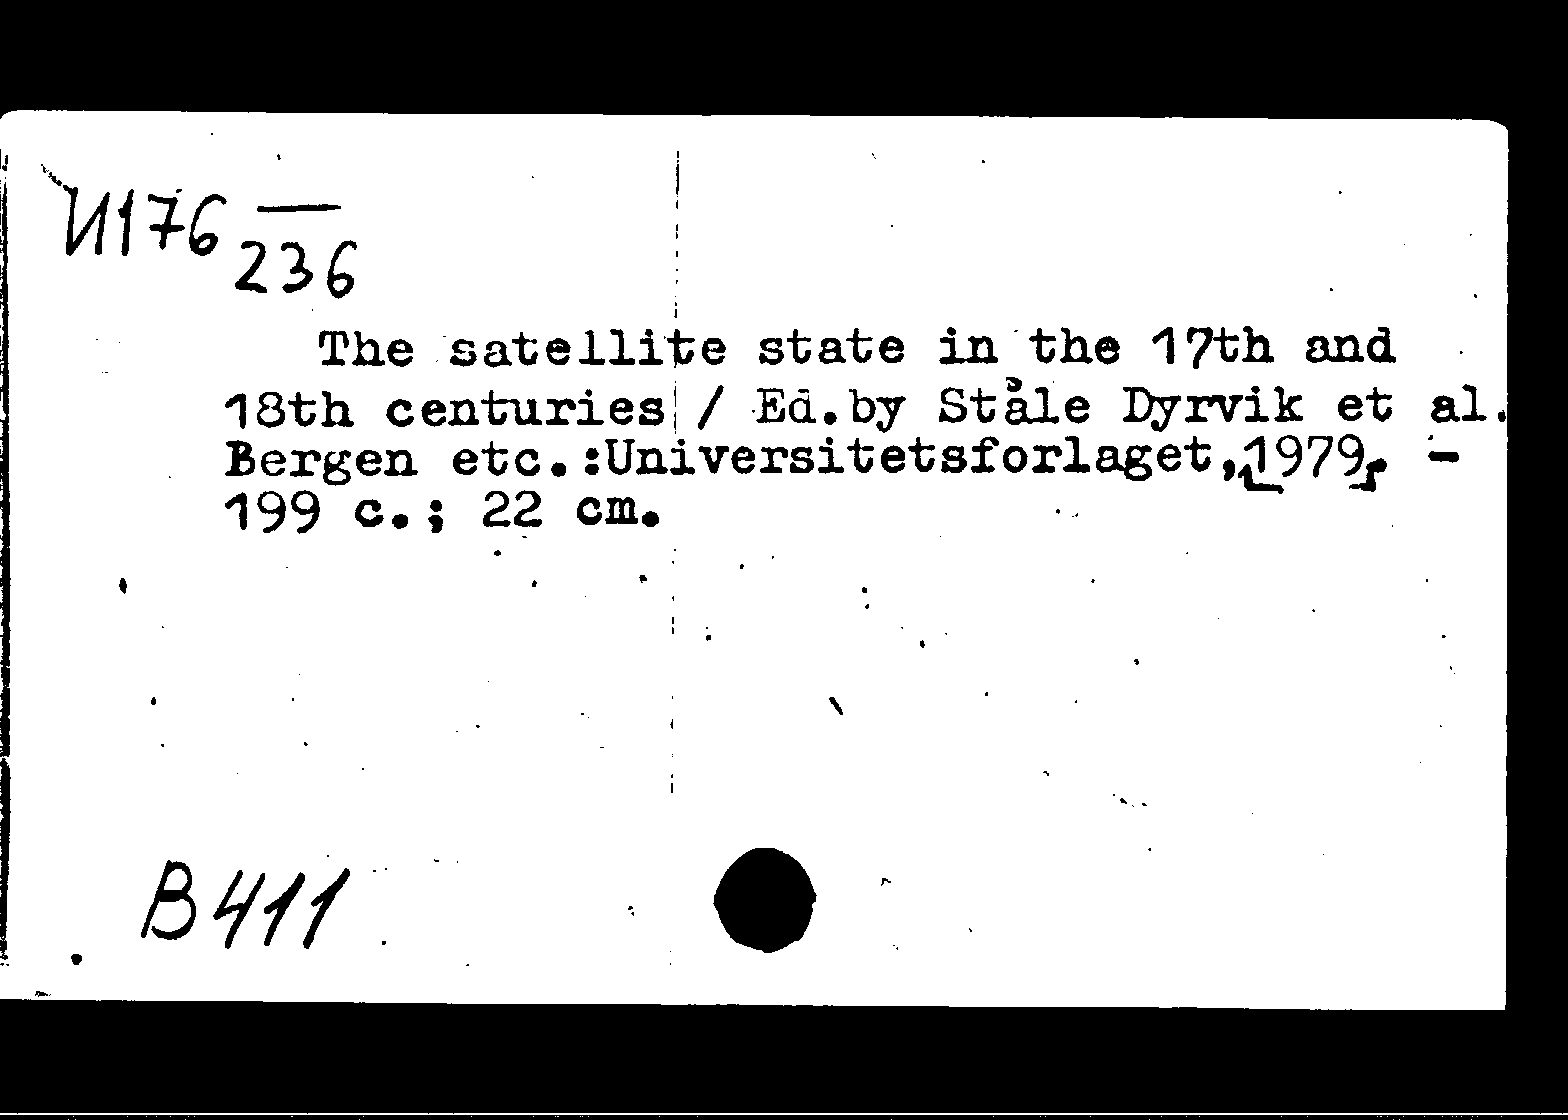 И176 —
236
The satellite state in the 17th and
18th centuries / Ed.by Ståle Dyrvik et al.
Bergen etc.:Universitetsforlaget,[1979]. -
199 c.; 22 cm.
В411